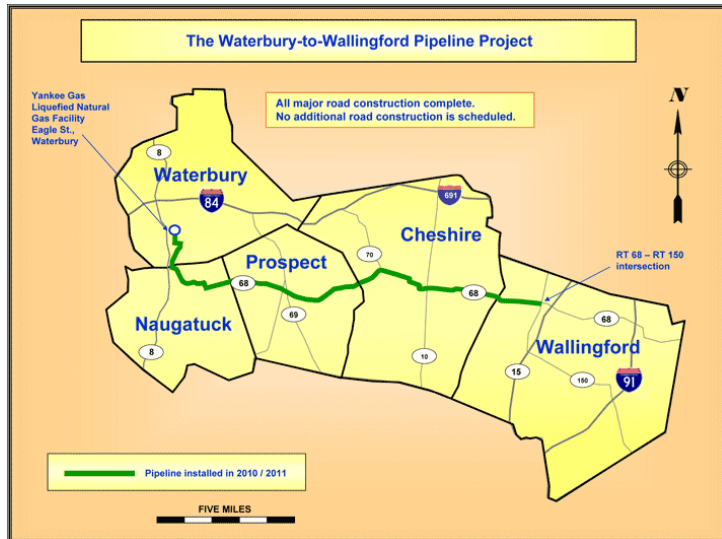 The Waterbury-to-Wallingford Pipeline Project
Yankee Gas
Liquefied Natural
Gas Facility
Eagle St.,
Waterbury
All major road construction complete.
No additional road construction is scheduled.
N
8
Waterbury
84
691
Cheshire
70
RT 68 – RT 150
intersection
Prospect
68
68
68
69
Naugatuck
Wallingford
8
10
15
150
91
Pipeline installed in 2010 / 2011
FIVE MILES